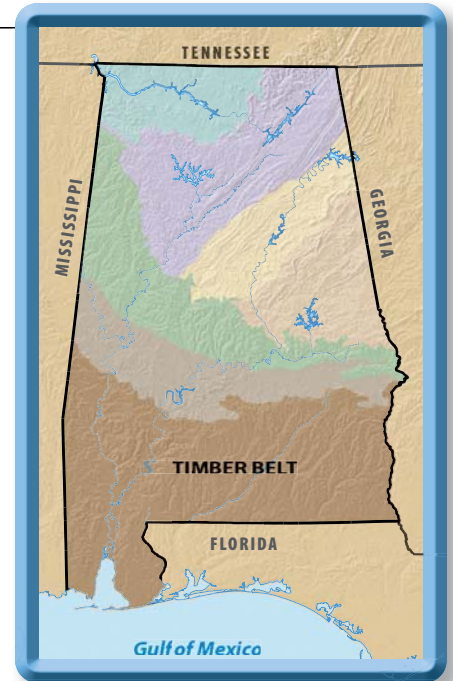 TENNESSEE
MISSISSIPPI
GEORGIA
TIMBER BELT
FLORIDA
Gulf of Mexico